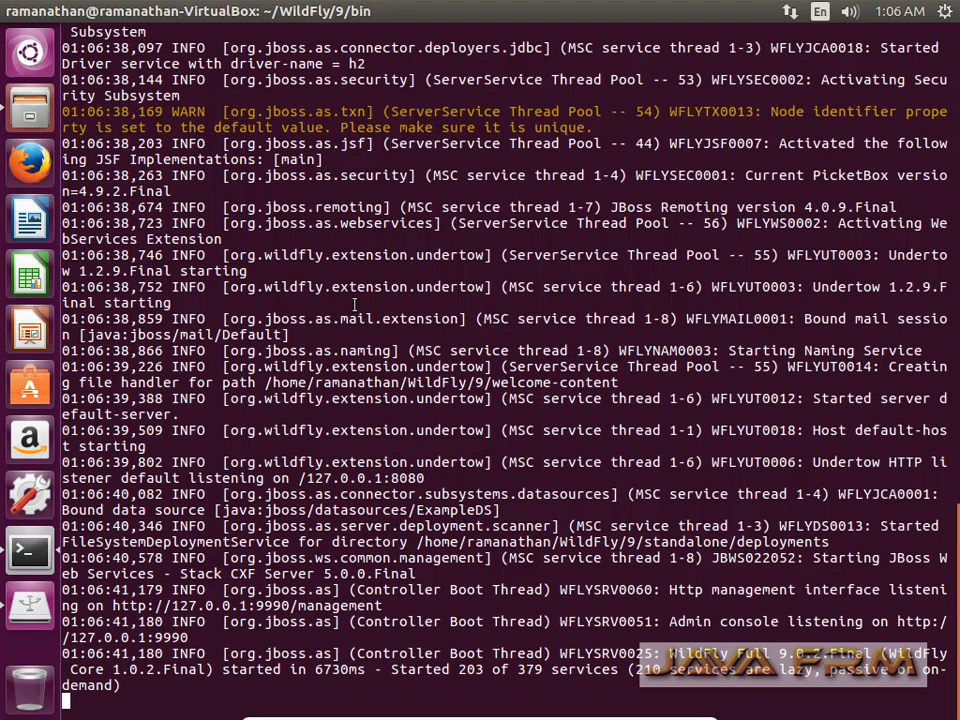 ramanathan@ramanathan-VirtualBox: ~/WildFly/9/bin
En
1:06 AM
 Subsystem
01:06:38,097 INFO  [org.jboss.as.connector.deployers.jdbc] (MSC service thread 1-3) WFLYJCA0018: Started
Driver service with driver-name = h2
01:06:38,144 INFO  [org.jboss.as.security] (ServerService Thread Pool -- 53) WFLYSEC0002: Activating Secu
rity Subsystem
01:06:38,169 WARN  [org.jboss.as.txn] (ServerService Thread Pool -- 54) WFLYTX0013: Node identifier prope
rty is set to the default value. Please make sure it is unique.
01:06:38,203 INFO  [org.jboss.as.jsf] (ServerService Thread Pool -- 44) WFLYJSF0007: Activated the follow
ing JSF Implementations: [main]
01:06:38,263 INFO  [org.jboss.as.security] (MSC service thread 1-4) WFLYSEC0001: Current PicketBox versio
n=4.9.2.Final
01:06:38,674 INFO  [org.jboss.remoting] (MSC service thread 1-7) JBoss Remoting version 4.0.9.Final
01:06:38,723 INFO  [org.jboss.as.webservices] (ServerService Thread Pool -- 56) WFLYWS0002: Activating We
bServices Extension
01:06:38,746 INFO  [org.wildfly.extension.undertow] (ServerService Thread Pool -- 55) WFLYUT0003: Underto
w 1.2.9.Final starting
01:06:38,752 INFO  [org.wildfly.extension.undertow] (MSC service thread 1-6) WFLYUT0003: Undertow 1.2.9.F
inal starting
01:06:38,859 INFO  [org.jboss.as.mail.extension] (MSC service thread 1-8) WFLYMAIL0001: Bound mail sessio
n [java:jboss/mail/Default]
01:06:38,866 INFO  [org.jboss.as.naming] (MSC service thread 1-8) WFLYNAM0003: Starting Naming Service
01:06:39,226 INFO  [org.wildfly.extension.undertow] (ServerService Thread Pool -- 55) WFLYUT0014: Creatin
g file handler for path /home/ramanathan/WildFly/9/welcome-content
01:06:39,388 INFO  [org.wildfly.extension.undertow] (MSC service thread 1-6) WFLYUT0012: Started server d
efault-server.
01:06:39,509 INFO  [org.wildfly.extension.undertow] (MSC service thread 1-1) WFLYUT0018: Host default-hos
t starting
01:06:39,802 INFO  [org.wildfly.extension.undertow] (MSC service thread 1-6) WFLYUT0006: Undertow HTTP li
stener default listening on /127.0.0.1:8080
01:06:40,082 INFO  [org.jboss.as.connector.subsystems.datasources] (MSC service thread 1-4) WFLYJCA0001:
Bound data source [java:jboss/datasources/ExampleDS]
01:06:40,346 INFO  [org.jboss.as.server.deployment.scanner] (MSC service thread 1-3) WFLYDS0013: Started
FileSystemDeploymentService for directory /home/ramanathan/WildFly/9/standalone/deployments
01:06:40,578 INFO  [org.jboss.ws.common.management] (MSC service thread 1-8) JBWS022052: Starting JBoss W
eb Services - Stack CXF Server 5.0.0.Final
01:06:41,179 INFO  [org.jboss.as] (Controller Boot Thread) WFLYSRV0060: Http management interface listeni
ng on http://127.0.0.1:9990/management
01:06:41,180 INFO  [org.jboss.as] (Controller Boot Thread) WFLYSRV0051: Admin console listening on http:/
/127.0.0.1:9990
01:06:41,180 INFO  [org.jboss.as] (Controller Boot Thread) WFLYSRV0025: WildFly Full 9.0.2.Final (WildFly
 Core 1.0.2.Final) started in 6730ms - Started 203 of 379 services (210 services are lazy, passive or on-
demand)
JAVA FPRM